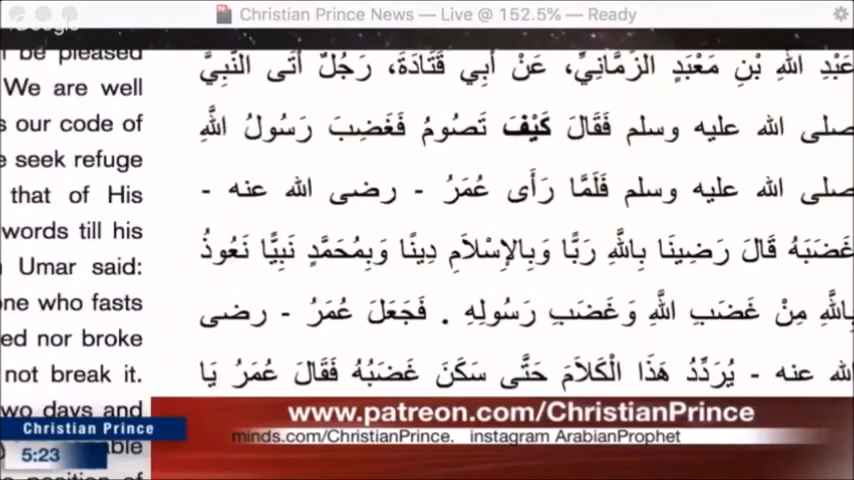 Christian Prince News — Live @ 152.5% — Ready
be pleased
We are well
our code of
seek refuge
that of His
words till his
Umar said:
one who fasts
nor broke
not break it.
two days and
position of
عَبْدِ اللَّهِ بْنِ مَعْبَدٍ الزِّمَّانِيِّ، عَنْ أَبِي قَتَادَةَ، رَجُلٌ أَتَى النَّبِيَّ
صلى الله عليه وسلم فَقَالَ كَيْفَ تَصُومُ فَغَضِبَ رَسُولُ اللَّهِ
صلى الله عليه وسلم فَلَمَّا رَأَى عُمَرُ - رضى الله عنه -
غَضَبَهُ قَالَ رَضِينَا بِاللَّهِ رَبًّا وَبِالإِسْلاَمِ دِينًا وَبِمُحَمَّدٍ نَبِيًّا نَعُوذُ
بِاللَّهِ مِنْ غَضَبِ اللَّهِ وَغَضَبِ رَسُولِهِ . فَجَعَلَ عُمَرُ - رضى
الله عنه - يُرَدِّدُ هَذَا الْكَلاَمَ حَتَّى سَكَنَ غَضَبُهُ فَقَالَ عُمَرُ يَا
www.patreon.com/ChristianPrince
Christian Prince
minds.com/ChristianPrince. instagram ArabianProphet
5:23